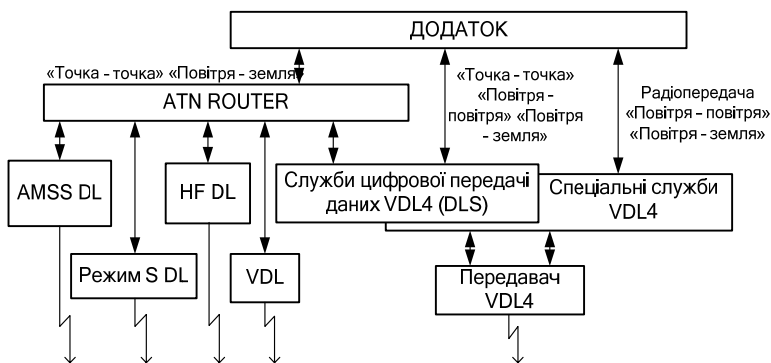 ДОДАТОК
«Точка - точка» «Повітря - земля»
ATN ROUTER
«Точка - точка»
«Повітря -
повітря» «Повітря
- земля»
Радіопередача
«Повітря - повітря»
«Повітря - земля»
AMSS DL
HF DL
Служби цифрової передачі
даних VDL4 (DLS)
Спеціальні служби
VDL4
Режим S DL
VDL
Передавач
VDL4